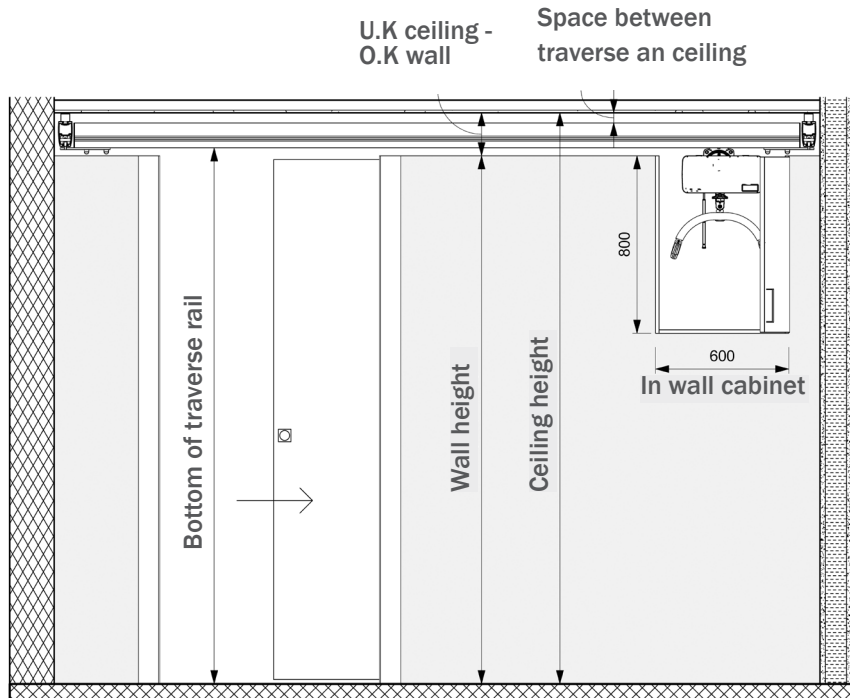 U.K ceiling -
O.K wall
Space between
traverse an ceiling
Bottom of traverse rail
Wall height
Ceiling height
800
600
In wall cabinet